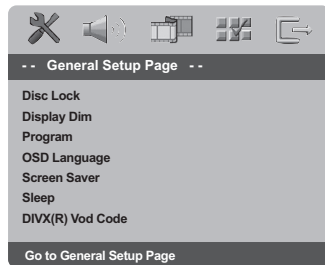 - - General Setup Page - -
Disc Lock
Display Dim
Program
OSD Language
Screen Saver
Sleep
DIVX(R) Vod Code
Go to General Setup Page